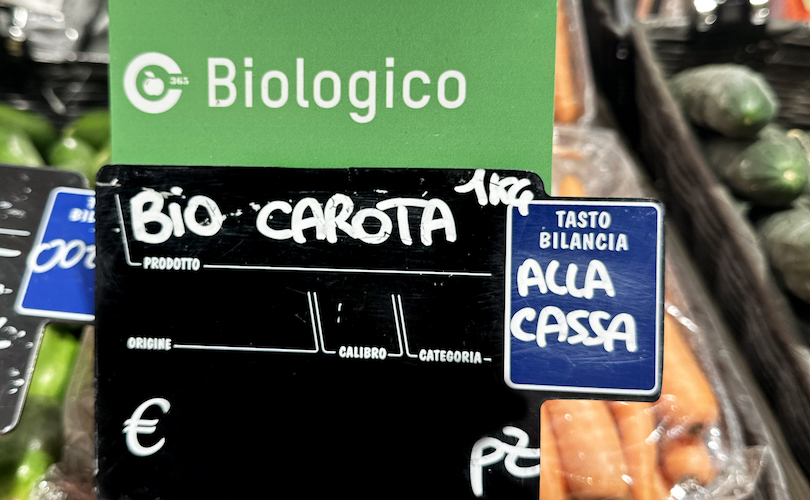 365 Biologico
BIO CAROTA 1KG
PRODOTTO
TASTO
BILANCIA
ALLA
CASSA
ORIGINE
CALIBRO
CATEGORIA
€
PZ